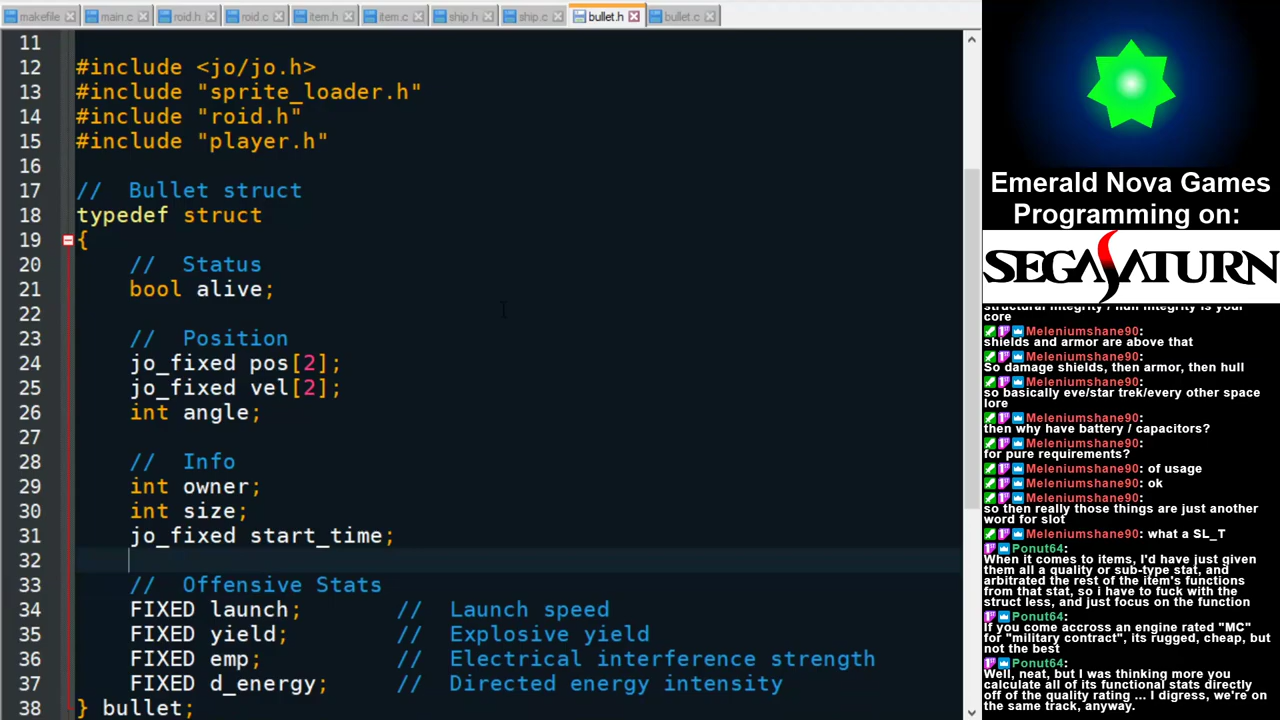 makefile main.c roid.h roid.c item.h item.c ship.h ship.c bullet.h bullet.c
11
12 #include <jo/jo.h>
13 #include "sprite_loader.h"
14 #include "roid.h"
15 #include "player.h"
16
17 //  Bullet struct
18 typedef struct
19 {
20 //  Status
21 bool alive;
22
23 //  Position
24 jo_fixed pos[2];
25 jo_fixed vel[2];
26 int angle;
27
28 //  Info
29 int owner;
30 int size;
31 jo_fixed start_time;
32
33 //  Offensive Stats
34 FIXED launch; //  Launch speed
35 FIXED yield; //  Explosive yield
36 FIXED emp; //  Electrical interference strength
37 FIXED d_energy; //  Directed energy intensity
38 } bullet;
Emerald Nova Games
Programming on:
SEGA SATURN
structural integrity / hull integrity is your
core
Meleniumshane90:
shields and armor are above that
Meleniumshane90:
So damage shields, then armor, then hull
Meleniumshane90:
so basically eve/star trek/every other space
lore
Meleniumshane90:
then why have battery / capacitors?
Meleniumshane90:
for pure requirements?
Meleniumshane90: of usage
Meleniumshane90: ok
Meleniumshane90:
so then really those things are just another
word for slot
Meleniumshane90: what a SL_T
Ponut64:
When it comes to items, I'd have just given
them all a quality or sub-type stat, and
arbitrated the rest of the item's functions
from that stat, so i have to fuck with the
struct less, and just focus on the function
Ponut64:
If you come accross an engine rated "MC"
for "military contract", its rugged, cheap, but
not the best
Ponut64:
Well, neat, but I was thinking more you
calculate all of its functional stats directly
off of the quality rating ... I digress, we're on
the same track, anyway.